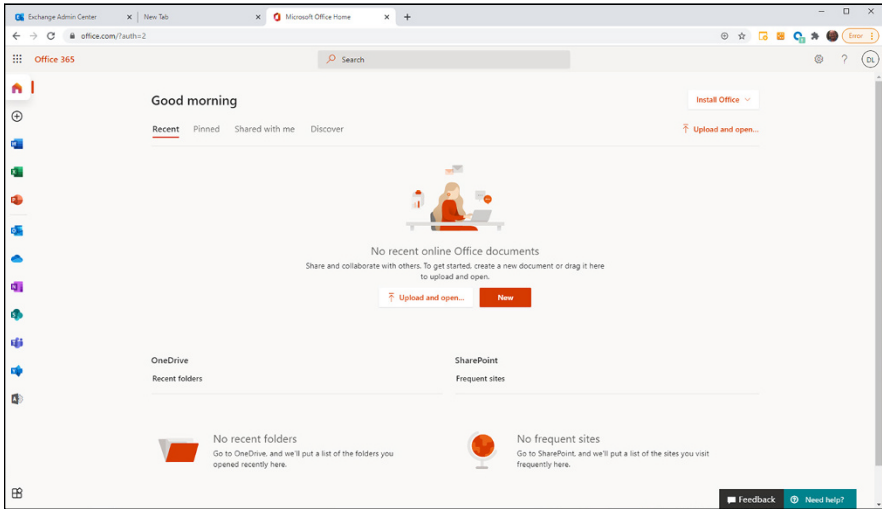 Exchange Admin Center
New Tab
Microsoft Office Home
office.com/?auth=2
Error
Office 365
Search
DL
Good morning
Install Office
Recent Pinned Shared with me Discover
Upload and open...
No recent online Office documents
Share and collaborate with others. To get started, create a new document or drag it here
to upload and open.
Upload and open...
New
OneDrive
Recent folders
SharePoint
Frequent sites
No recent folders
Go to OneDrive, and we'll put a list of the folders you
opened recently here.
No frequent sites
Go to SharePoint, and we'll put a list of the sites you visit
frequently here.
Feedback
Need help?